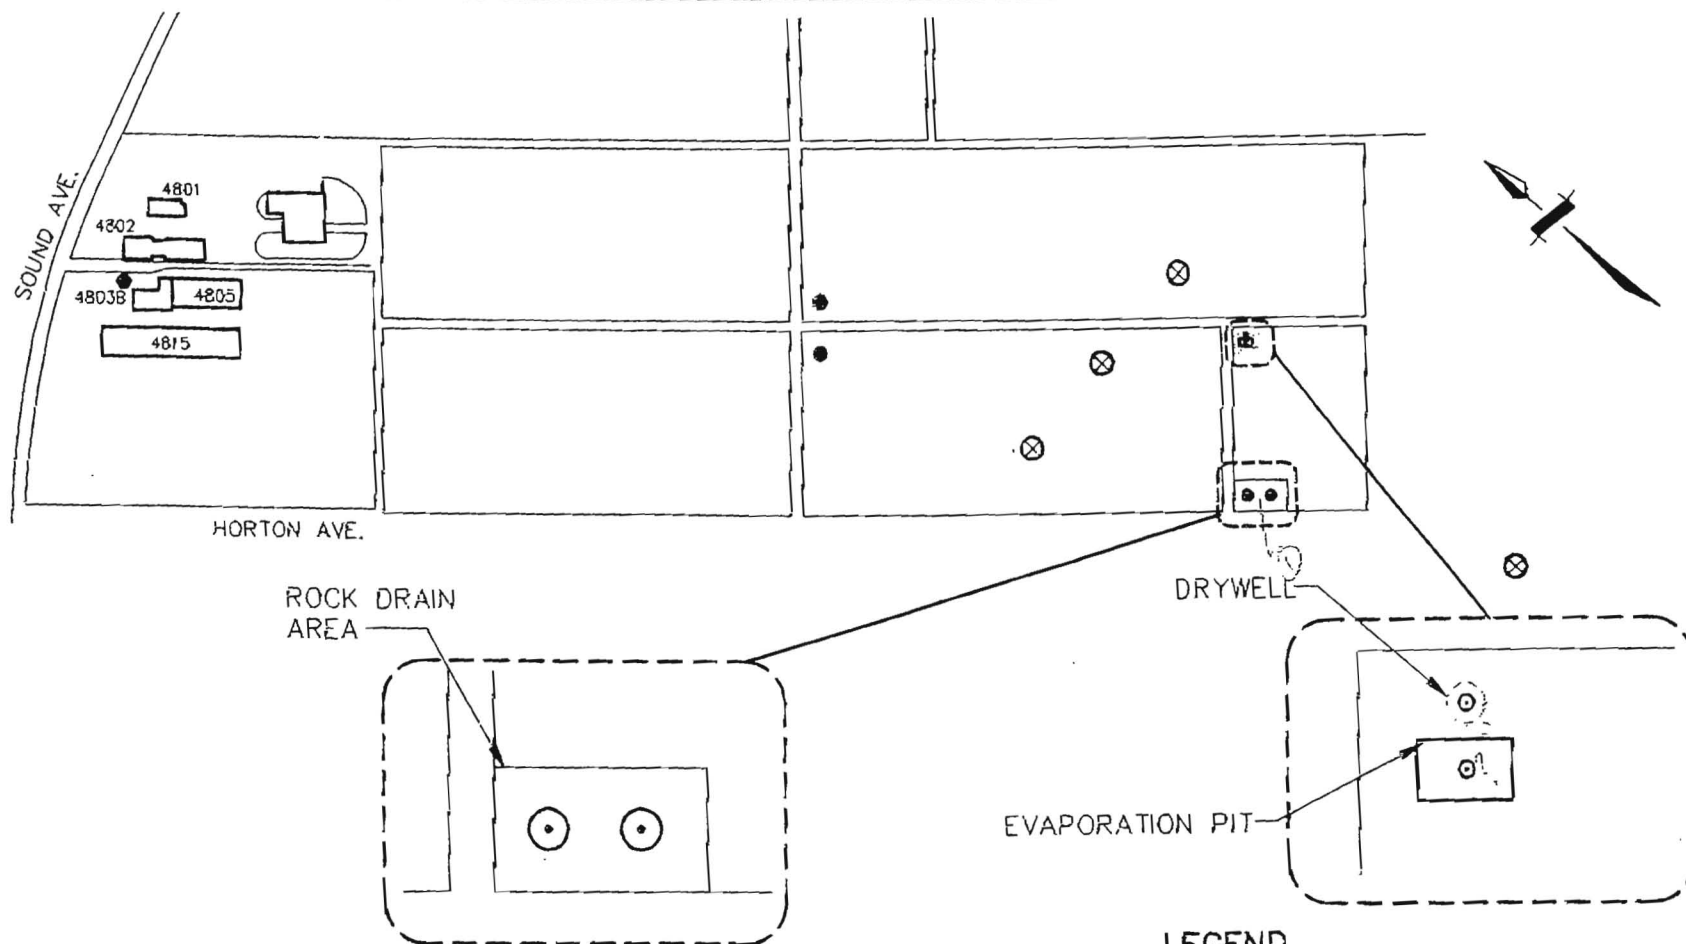 SOUND AVE.
4801
4802
4803B
4805
4815
HORTON AVE.
ROCK DRAIN
AREA
DRYWELL
EVAPORATION PIT
LEGEND